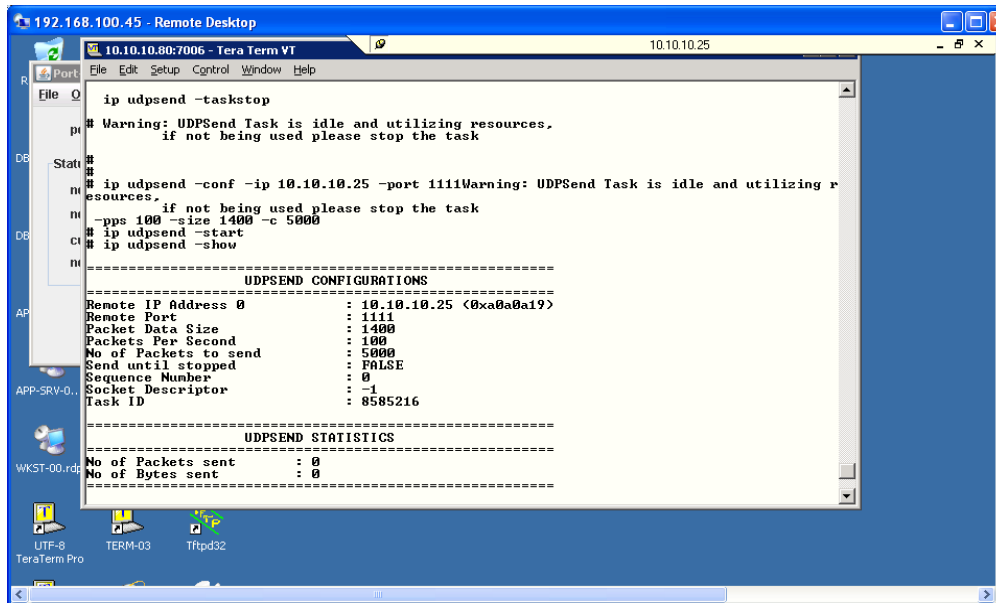 192.168.100.45 - Remote Desktop
10.10.10.80:7006 - Tera Term VT
10.10.10.25
File Edit Setup Control Window Help
Port
File
Stat
ip udpsend -taskstop
# Warning: UDPSend Task is idle and utilizing resources,
if not being used please stop the task
#
#
# ip udpsend -conf -ip 10.10.10.25 -port 1111Warning: UDPSend Task is idle and utilizing r
esources,
if not being used please stop the task
-pps 100 -size 1400 -c 5000
# ip udpsend -start
# ip udpsend -show
==========================================================
UDPSEND CONFIGURATIONS
==========================================================
Remote IP Address 0 : 10.10.10.25 (0xa0a0a19)
Remote Port : 1111
Packet Data Size : 1400
Packets Per Second : 100
No of Packets to send : 5000
Send until stopped : FALSE
Sequence Number : 0
Socket Descriptor : -1
Task ID : 8585216
==========================================================
UDPSEND STATISTICS
==========================================================
No of Packets sent : 0
No of Bytes sent : 0
==========================================================
DB
DB
AP
APP-SRV-0...
WKST-00.rdp
UTF-8
TeraTerm Pro
TERM-03
Tftpd32